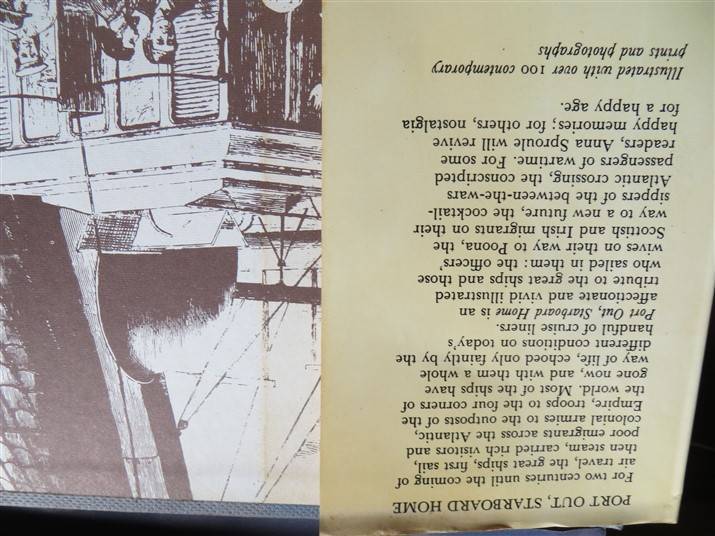 PORT OUT, STARBOARD HOME
For two centuries until the coming of
air travel, the great ships, first sail,
then steam, carried rich visitors and
poor emigrants across the Atlantic,
colonial armies to the outposts of the
Empire, troops to the four corners of
the world. Most of the ships have
gone now, and with them a whole
way of life, echoed only faintly by the
different conditions on today's
handful of cruise liners.
Port Out, Starboard Home is an
affectionate and vivid illustrated
tribute to the great ships and those
who sailed in them: the officers'
wives on their way to Poona, the
Scottish and Irish migrants on their
way to a new future, the cocktail-
sippers of the between-the-wars
Atlantic crossing, the conscripted
passengers of wartime. For some
readers, Anna Sproule will revive
happy memories; for others, nostalgia
for a happy age.
Illustrated with over 100 contemporary
prints and photographs